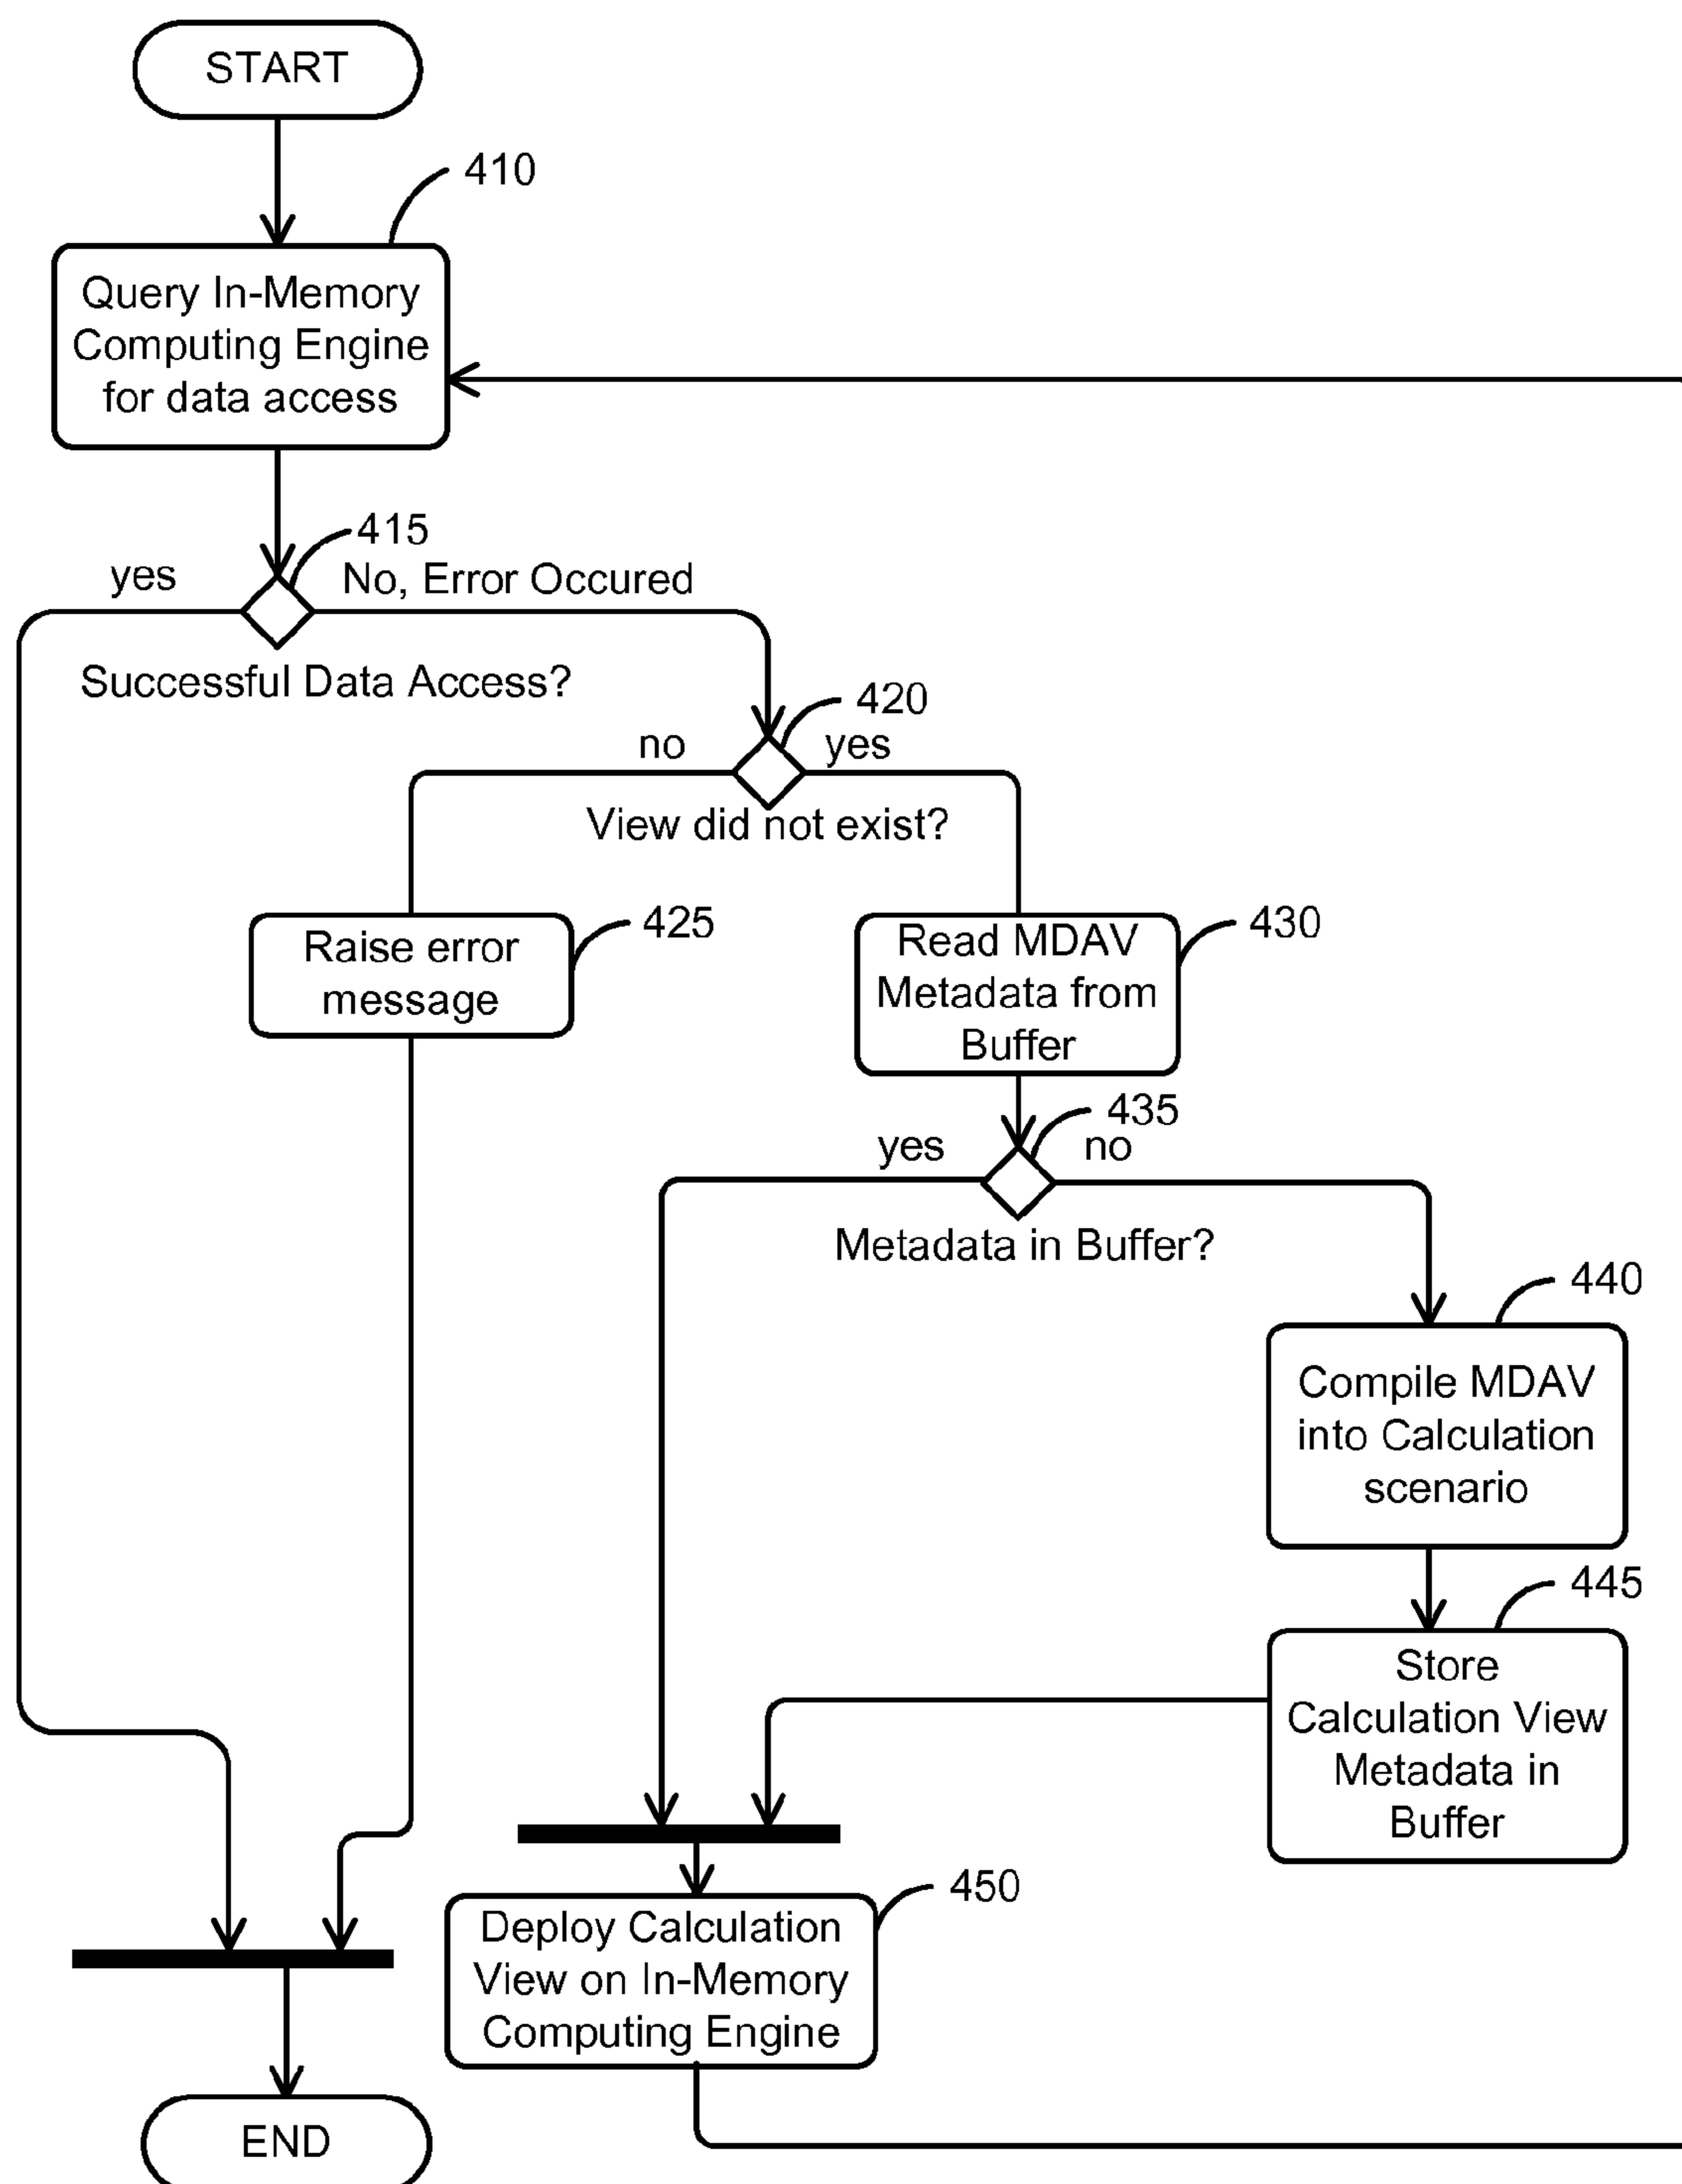 START
410
Query In-Memory
Computing Engine
for data access
415
yes
No, Error Occured
Successful Data Access?
420
no
yes
View did not exist?
Raise error
message
425
Read MDAV
Metadata from
Buffer
430
435
yes
no
Metadata in Buffer?
440
Compile MDAV
into Calculation
scenario
445
Store
Calculation View
Metadata in
Buffer
450
Deploy Calculation
View on In-Memory
Computing Engine
END